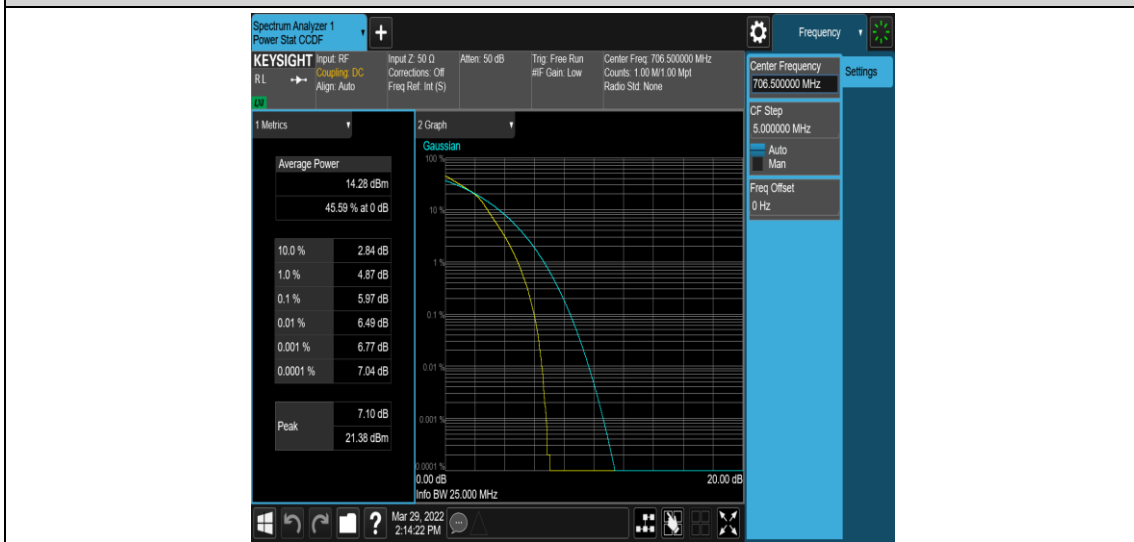 Spectrum Analyzer 1
Power Stat CCDF
+
Frequency
KEYSIGHT
RL
Input: RF
Coupling: DC
Align: Auto
Input Z: 50 Ω
Corrections: Off
Freq Ref: Int (S)
Atten: 50 dB
Trig: Free Run
#IF Gain: Low
Center Freq: 706.500000 MHz
Counts: 1.00 M/1.00 Mpt
Radio Std: None
Center Frequency
706.500000 MHz
Settings
CF Step
5.000000 MHz
Auto
Man
Freq Offset
0 Hz
1 Metrics
Average Power
14.28 dBm
45.59 % at 0 dB
10.0 % 2.84 dB
1.0 % 4.87 dB
0.1 % 5.97 dB
0.01 % 6.49 dB
0.001 % 6.77 dB
0.0001 % 7.04 dB
Peak 7.10 dB
21.38 dBm
2 Graph
Gaussian
100 %
10 %
1 %
0.1 %
0.01 %
0.001 %
0.0001 %
0.00 dB 20.00 dB
Info BW 25.000 MHz
?
Mar 29, 2022
2:14:22 PM